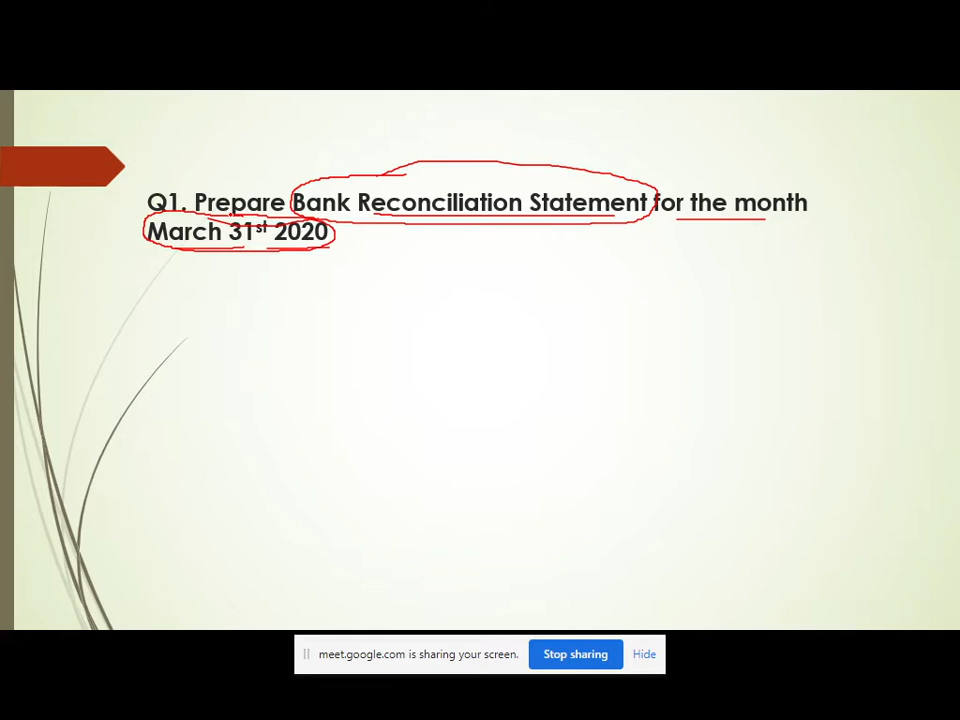 Q1. Prepare Bank Reconciliation Statement for the month
March 31st 2020
meet.google.com is sharing your screen.
Stop sharing
Hide